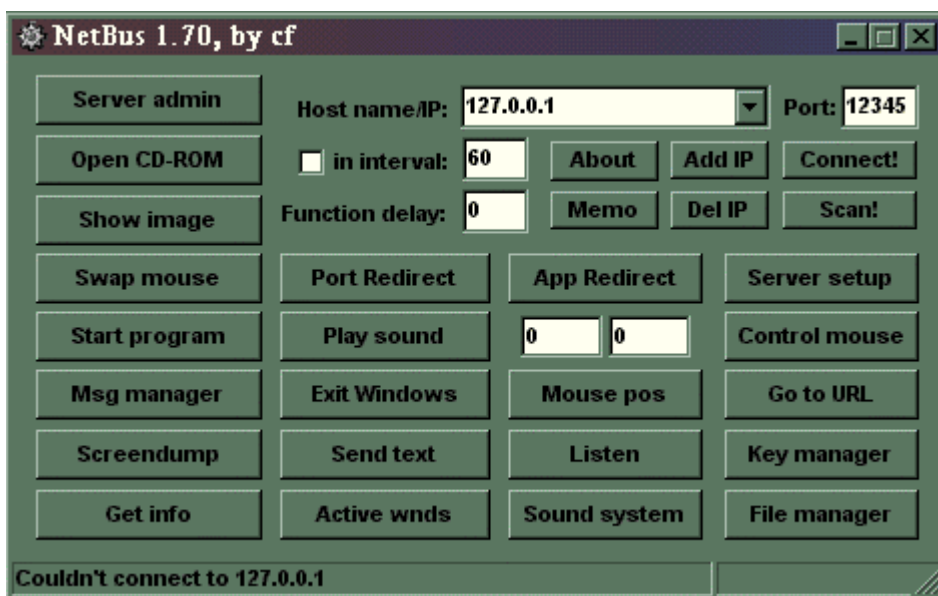 NetBus 1.70, by cf
Server admin
Host name/IP: 127.0.0.1 Port: 12345
Open CD-ROM
in interval: 60 About Add IP Connect!
Show image
Function delay: 0 Memo Del IP Scan!
Swap mouse Port Redirect App Redirect Server setup
Start program Play sound 0 0 Control mouse
Msg manager Exit Windows Mouse pos Go to URL
Screendump Send text Listen Key manager
Get info Active wnds Sound system File manager
Couldn't connect to 127.0.0.1